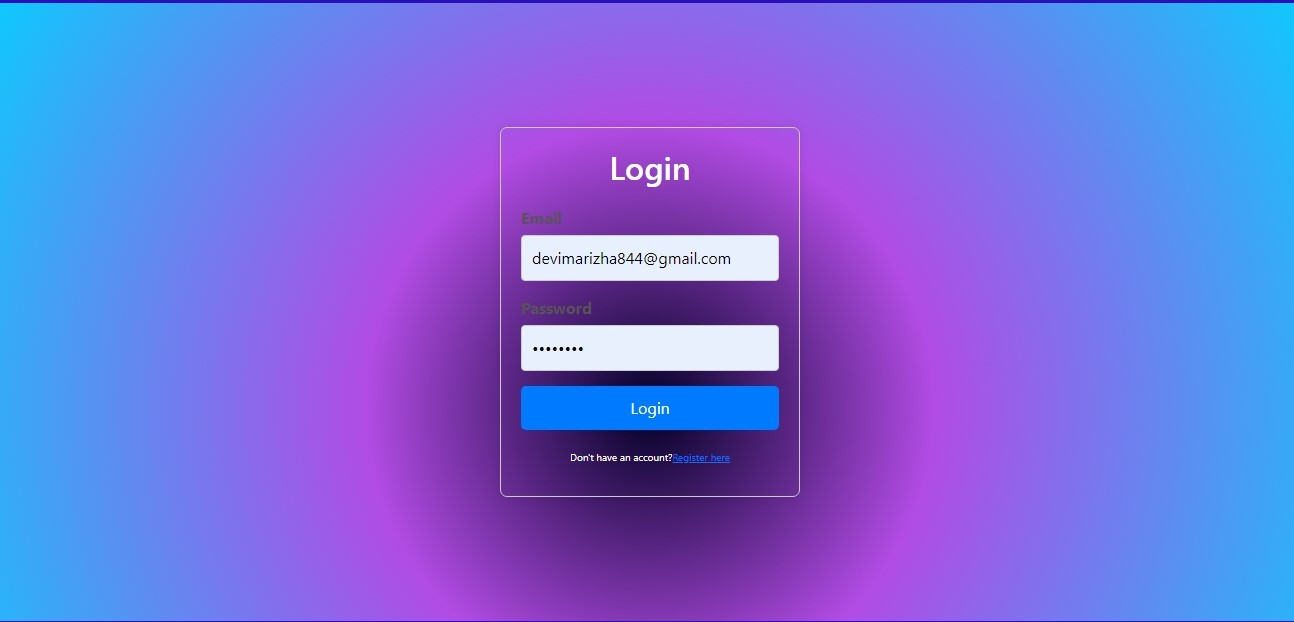 Login
Email
devimarizha844@gmail.com
Password
••••••••
Login
Don't have an account?Register here